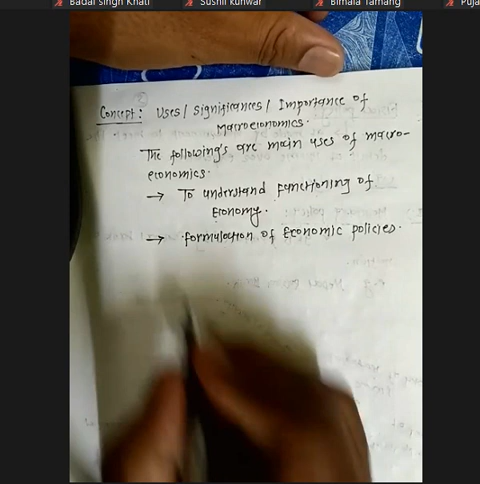 Badal singh Khati
Sushil kunwar
Bimala Tamang
Puja
Concept: Uses / Significances / Importance of
Macroeconomics.
The following's are main uses of macro-
economics.
→ To understand Functioning of
Economy.
→ formulation of Economic policies.